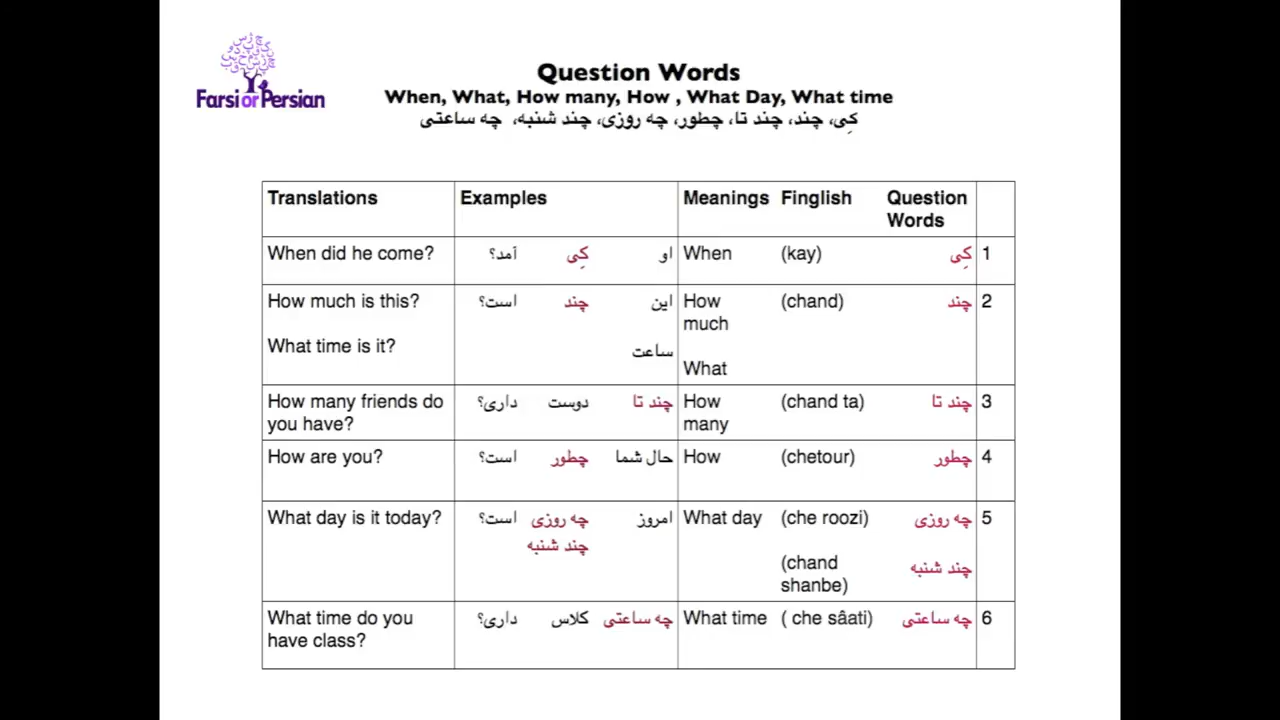 Farsi or Persian
Question Words
When, What, How many, How , What Day, What time
کِی، چند، چند تا، چطور، چه روزی، چند شنبه، چه ساعتی
Translations Examples Meanings Finglish Question
Words
When did he come? او کِی آمد؟ When (kay) کِی 1
How much is this? این چند است؟ How (chand) چند 2
much
What time is it? ساعت
What
How many friends do چند تا دوست داری؟ How (chand ta) چند تا 3
you have? many
How are you? حال شما چطور است؟ How (chetour) چطور 4
What day is it today? امروز چه روزی است؟ What day (che roozi) چه روزی 5
چند شنبه
(chand چند شنبه
shanbe)
What time do you چه ساعتی کلاس داری؟ What time ( che sâati) چه ساعتی 6
have class?